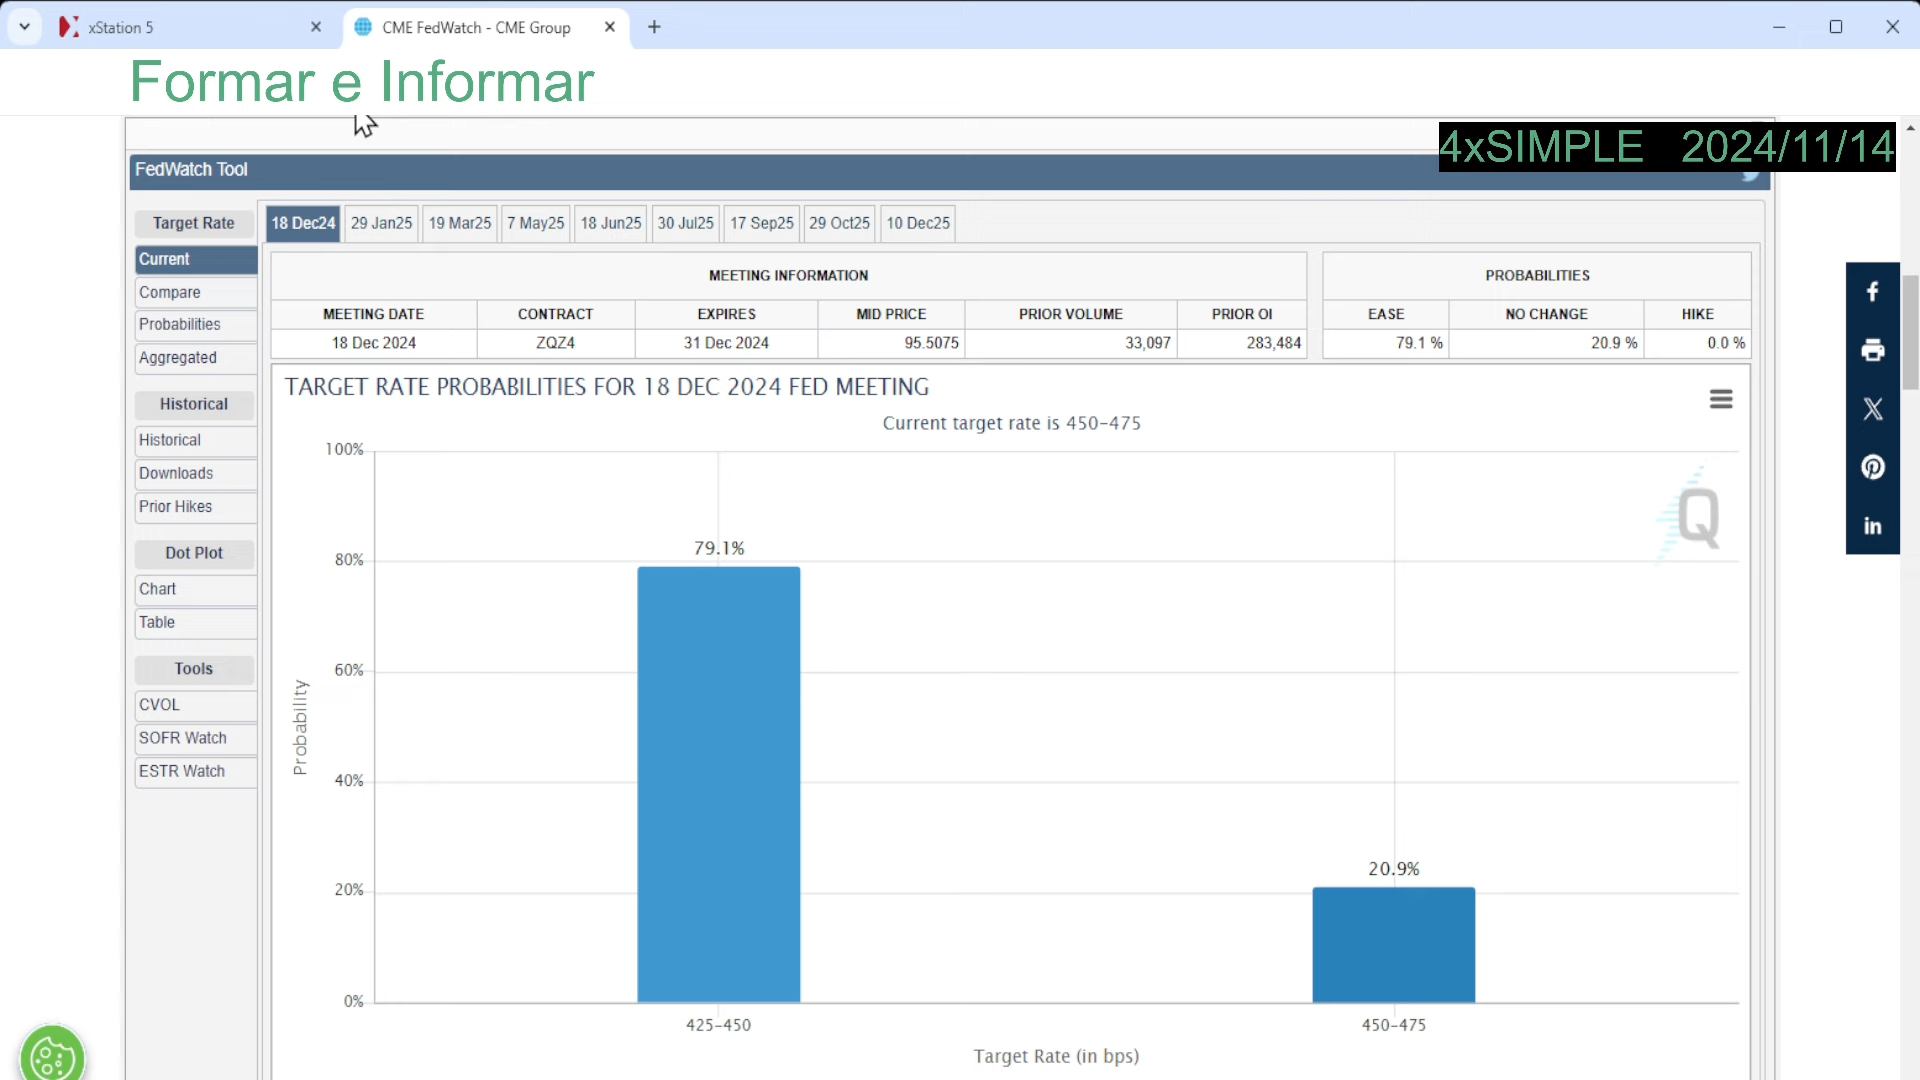 xStation 5
CME FedWatch - CME Group
Formar e Informar
4xSIMPLE 2024/11/14
FedWatch Tool
Target Rate
Current
Compare
Probabilities
Aggregated
Historical
Historical
Downloads
Prior Hikes
Dot Plot
Chart
Table
Tools
CVOL
SOFR Watch
ESTR Watch
18 Dec24 29 Jan25 19 Mar25 7 May25 18 Jun25 30 Jul25 17 Sep25 29 Oct25 10 Dec25
MEETING INFORMATION
MEETING DATE CONTRACT EXPIRES MID PRICE PRIOR VOLUME PRIOR OI
18 Dec 2024 ZQZ4 31 Dec 2024 95.5075 33,097 283,484
PROBABILITIES
EASE NO CHANGE HIKE
79.1 % 20.9 % 0.0 %
TARGET RATE PROBABILITIES FOR 18 DEC 2024 FED MEETING
Current target rate is 450-475
Q
Probability
100%
80%
60%
40%
20%
0%
79.1%
20.9%
425-450
450-475
Target Rate (in bps)